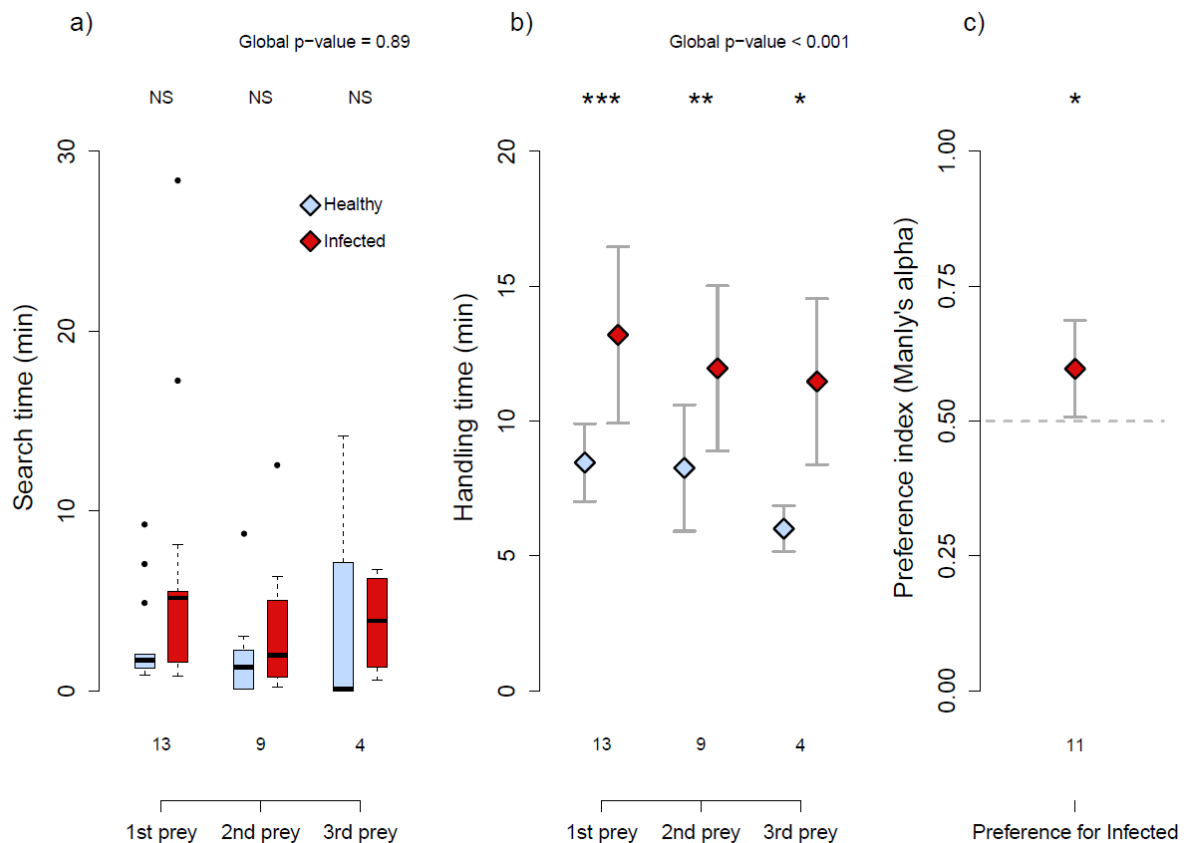 a)
Global p−value = 0.89
NS NS NS
Search time (min)
30
20
10
0
Healthy
Infected
13 9 4
1st prey 2nd prey 3rd prey
b)
Global p−value < 0.001
*** ** *
Handling time (min)
20
15
10
5
0
13 9 4
1st prey 2nd prey 3rd prey
c)
*
Preference index (Manly's alpha)
1.00
0.75
0.50
0.25
0.00
11
Preference for Infected